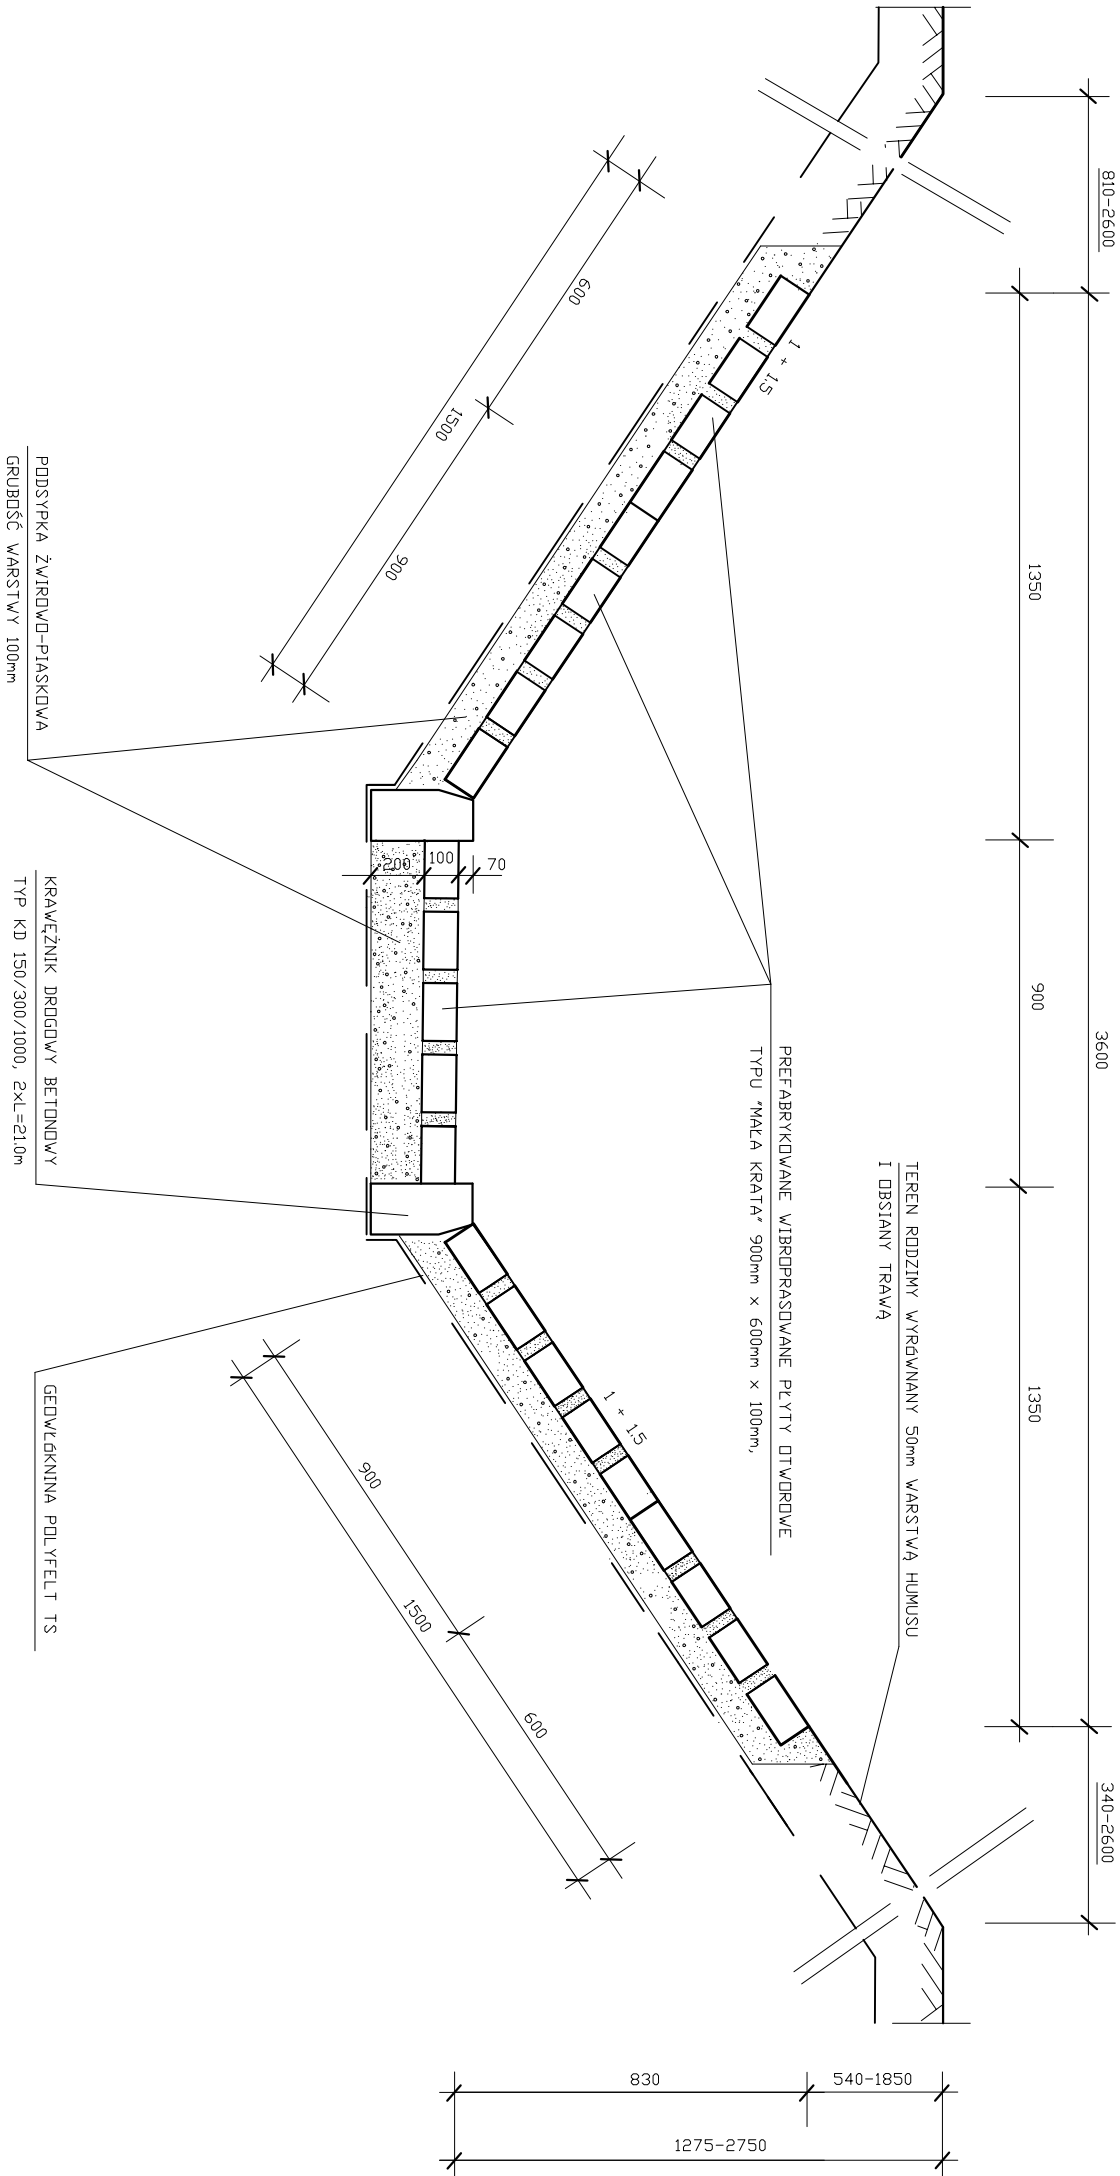 3600
810-2600
340-2600
1350
900
1350
TEREN RODZIMY WYRÓWNANY 50mm WARSTWĄ HUMUSU
I OBSIANY TRAWĄ
PREFABRYKOWANE WIBROPRASOWANE PŁYTY OTWOROWE
TYPU "MAŁA KRATA" 900mm x 600mm x 100mm,
1 ÷ 1.5
1 ÷ 1.5
600
900
1500
70
100
200
900
600
1500
PODSYPKA ŻWIROWO-PIASKOWA
GRUBOŚĆ WARSTWY 100mm
KRAWĘŻNIK DROGOWY BETONOWY
TYP KD 150/300/1000, 2xL=21.0m
GEOWŁÓKNINA POLYFELT TS
830
540-1850
1275-2750